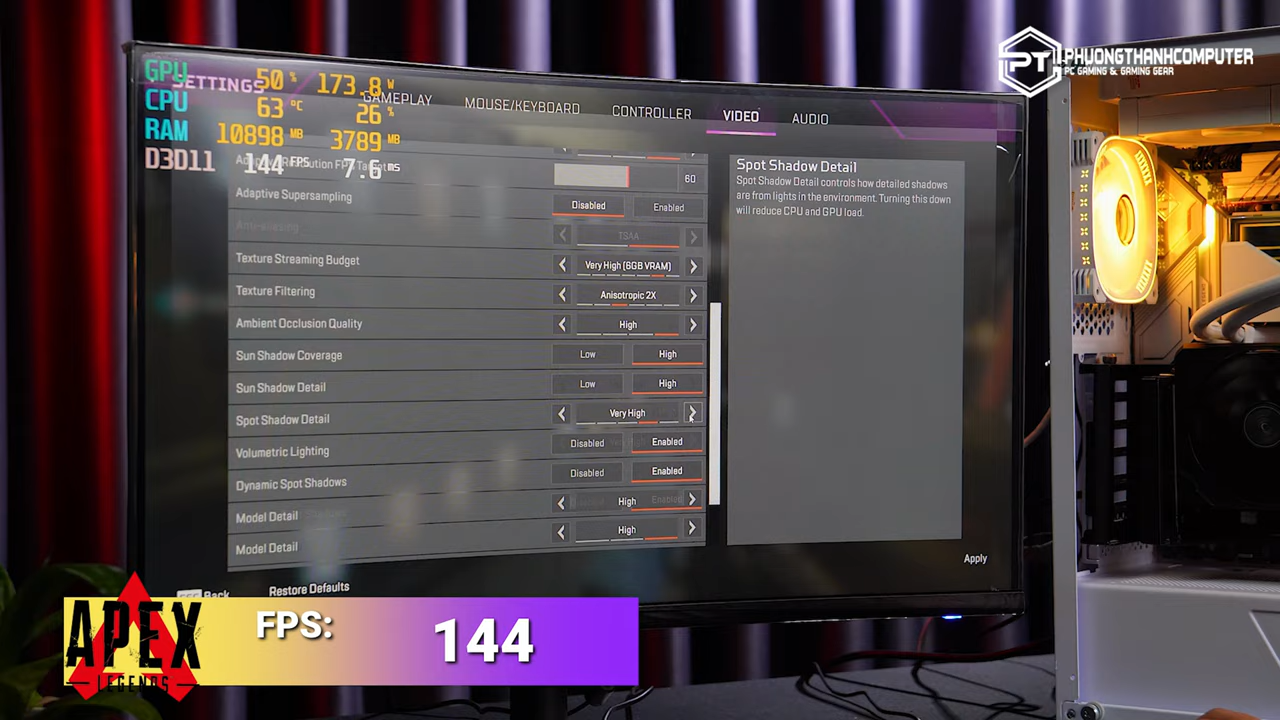 PT
PHUONGTHANHCOMPUTER
PC GAMING & GAMING GEAR
GPU 50 % 173.8 W
CPU 63 °C 26 %
RAM 10898 MB 3789 MB
D3D11 144 FPS 7.6 ms
SETTINGS
GAMEPLAY MOUSE/KEYBOARD CONTROLLER VIDEO AUDIO
60
Adaptive Supersampling Disabled Enabled
Anti-aliasing TSAA
Texture Streaming Budget Very High (6GB VRAM)
Texture Filtering Anisotropic 2X
Ambient Occlusion Quality High
Sun Shadow Coverage Low High
Sun Shadow Detail Low High
Spot Shadow Detail Very High
Volumetric Lighting Disabled Enabled
Dynamic Spot Shadows Disabled Enabled
Model Detail High
Model Detail High
Spot Shadow Detail
Spot Shadow Detail controls how detailed shadows
are from lights in the environment. Turning this down
will reduce CPU and GPU load.
Apply
ESC Back Restore Defaults
APEX
LEGENDS
FPS: 144